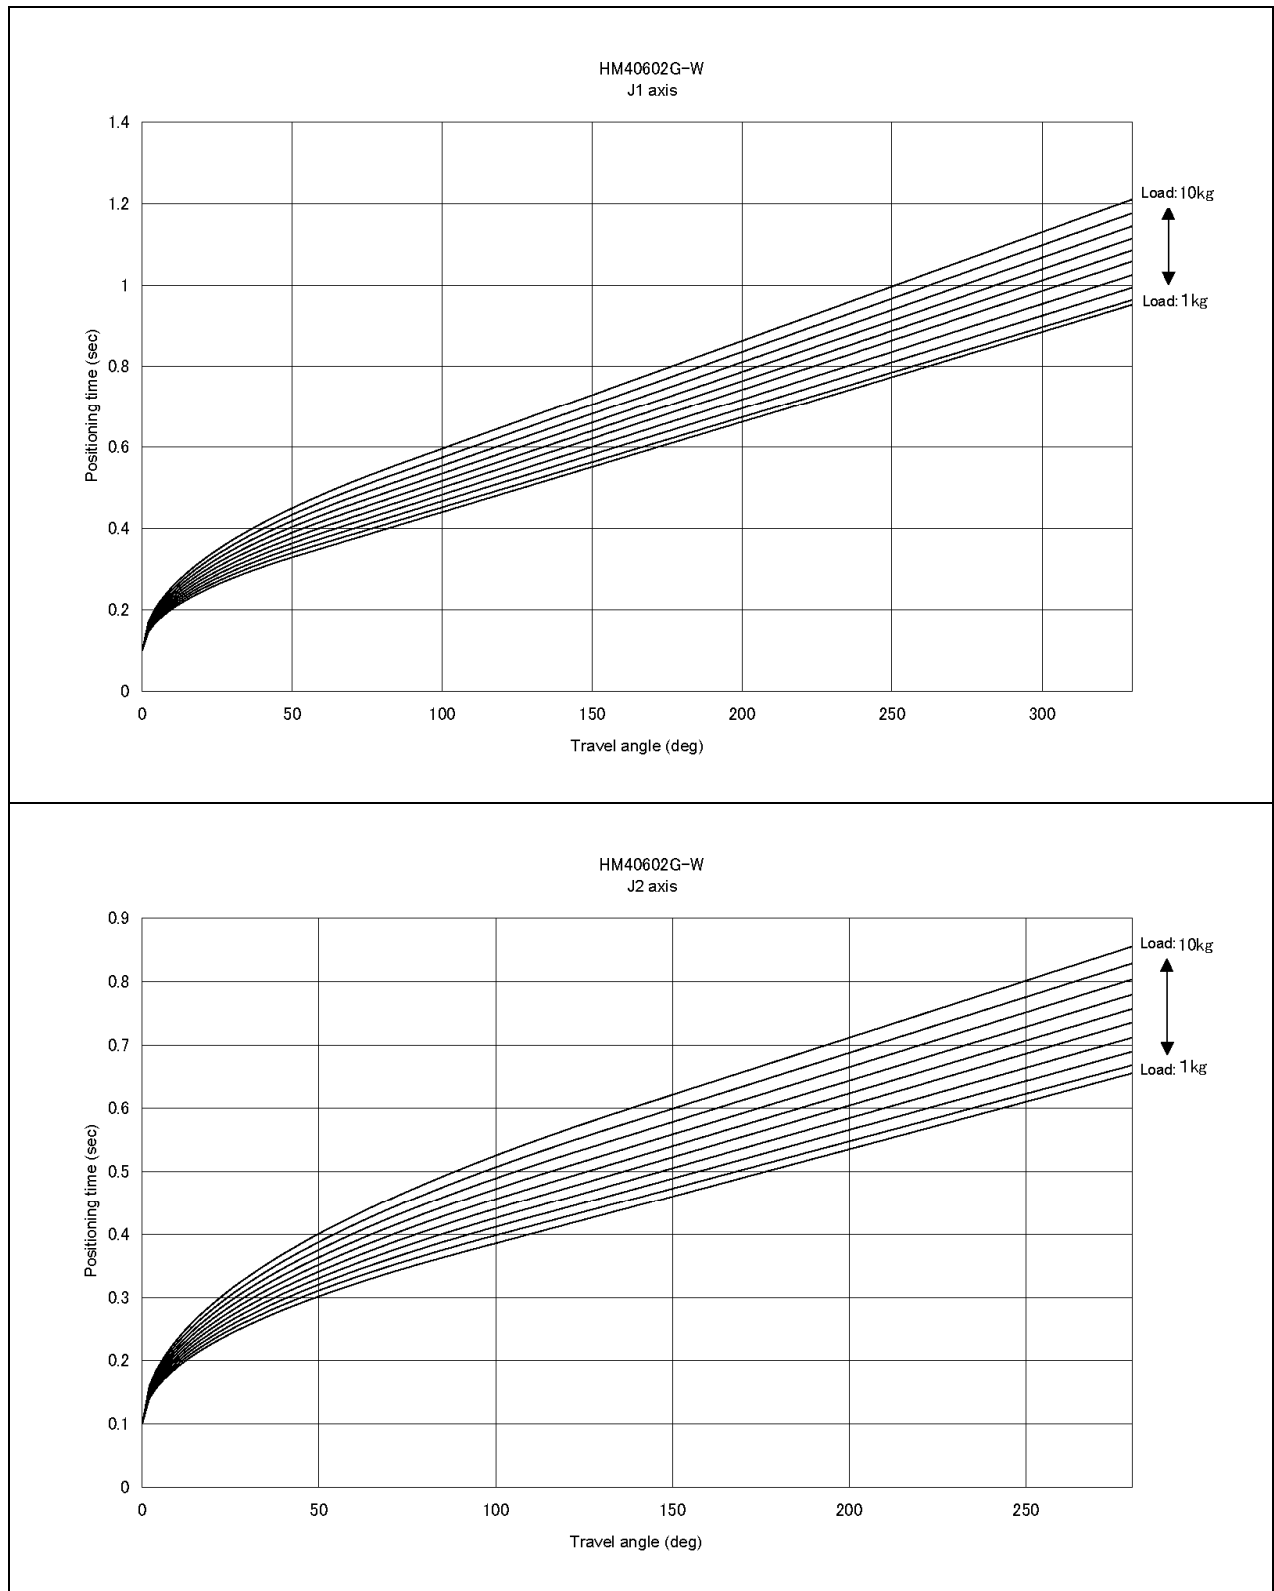 HM40602G-W
J1 axis
1.4
1.2
1
0.8
0.6
0.4
0.2
0
Positioning time (sec)
0 50 100 150 200 250 300
Travel angle (deg)
Load: 10kg
Load: 1kg
HM40602G-W
J2 axis
0.9
0.8
0.7
0.6
0.5
0.4
0.3
0.2
0.1
0
Positioning time (sec)
0 50 100 150 200 250
Travel angle (deg)
Load: 10kg
Load: 1kg